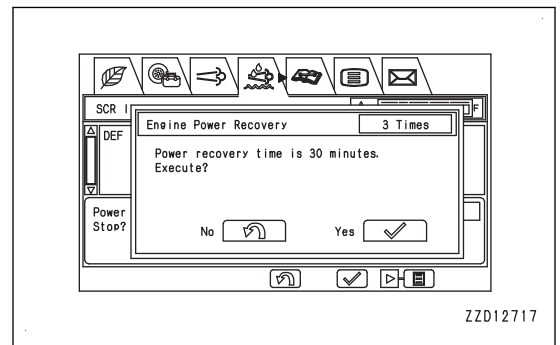 SCR I
F
DEF
Engine Power Recovery 3 Times
Power recovery time is 30 minutes.
Execute?
No Yes
Power
Stop?
ZZD12717